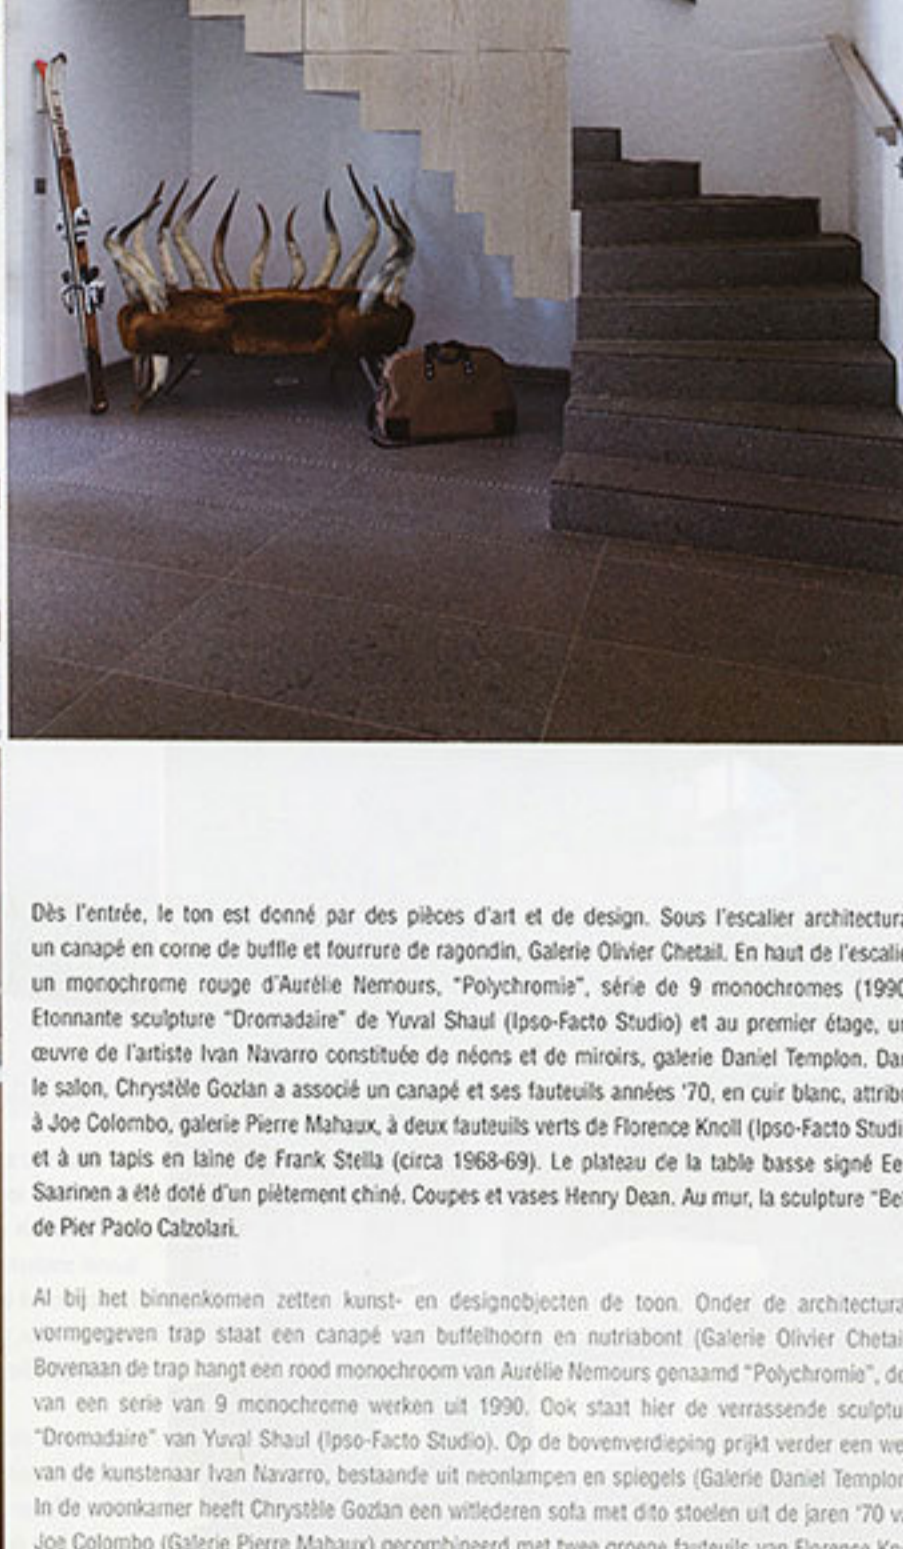 Dès l'entrée, le ton est donné par des pièces d'art et de design. Sous l'escalier architectura
un canapé en corne de buffle et fourrure de ragondin, Galerie Olivier Chetail. En haut de l'escalie
un monochrome rouge d'Aurélie Nemours, "Polychromie", série de 9 monochromes (1990
Etonnante sculpture "Dromadaire" de Yuval Shaul (Ipso-Facto Studio) et au premier étage, un
œuvre de l'artiste Ivan Navarro constituée de néons et de miroirs, galerie Daniel Templon. Dan
le salon, Chrystèle Gozlan a associé un canapé et ses fauteuils années '70, en cuir blanc, attribu
à Joe Colombo, galerie Pierre Mahaux, à deux fauteuils verts de Florence Knoll (Ipso-Facto Studi
et à un tapis en laine de Frank Stella (circa 1968-69). Le plateau de la table basse signé Ee
Saarinen a été doté d'un piètement chiné. Coupes et vases Henry Dean. Au mur, la sculpture "Be
de Pier Paolo Calzolari.
Al bij het binnenkomen zetten kunst- en designobjecten de toon. Onder de architectura
vormgegeven trap staat een canapé van buffelhoorn en nutriabont (Galerie Olivier Chetai
Bovenaan de trap hangt een rood monochroom van Aurélie Nemours genaamd "Polychromie", de
van een serie van 9 monochrome werken uit 1990. Ook staat hier de verrassende sculptu
"Dromadaire" van Yuval Shaul (Ipso-Facto Studio). Op de bovenverdieping prijkt verder een we
van de kunstenaar Ivan Navarro, bestaande uit neonlampen en spiegels (Galerie Daniel Templon
In de woonkamer heeft Chrystèle Gozlan een witlederen sofa met dito stoelen uit de jaren '70 v
Joe Colombo (Galerie Pierre Mahaux) gecombineerd met twee groene fauteuils van Florence Kn